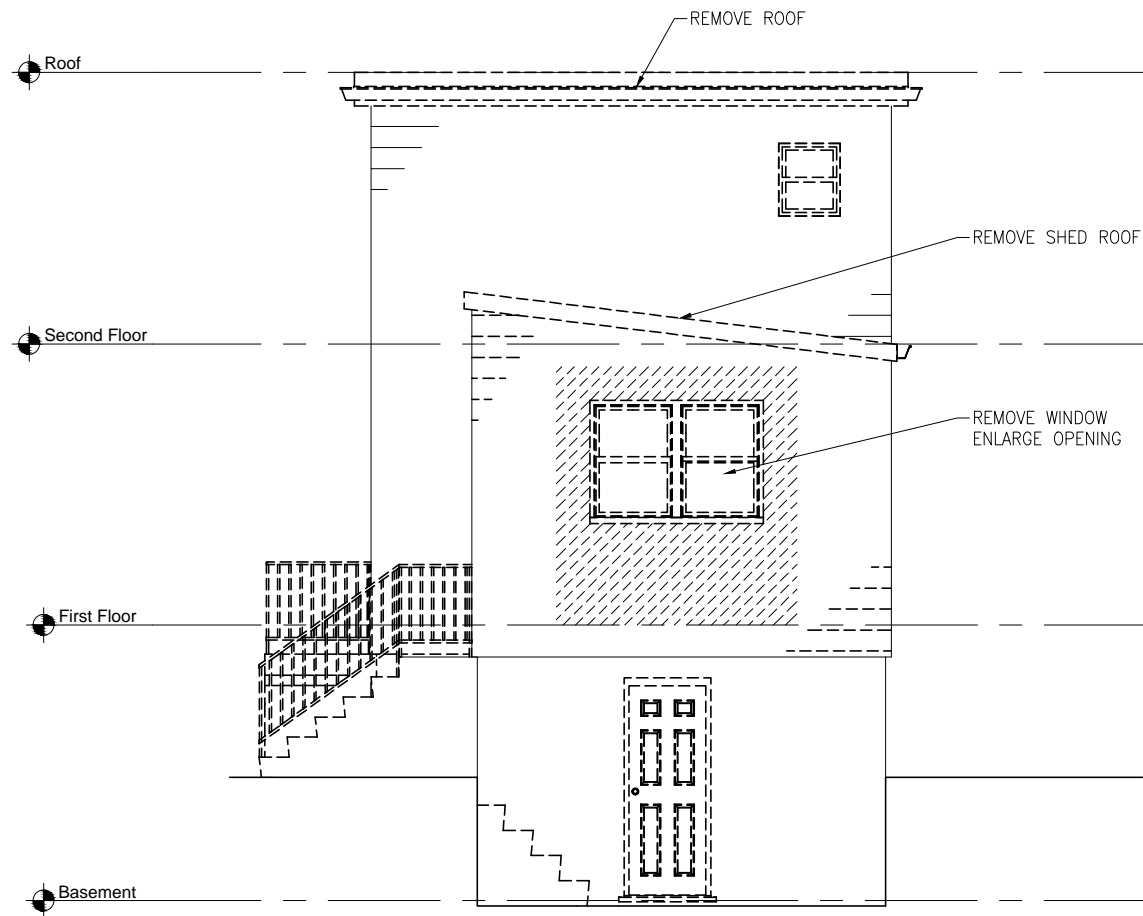 REMOVE ROOF
Roof
REMOVE SHED ROOF
Second Floor
REMOVE WINDOW
ENLARGE OPENING
First Floor
Basement